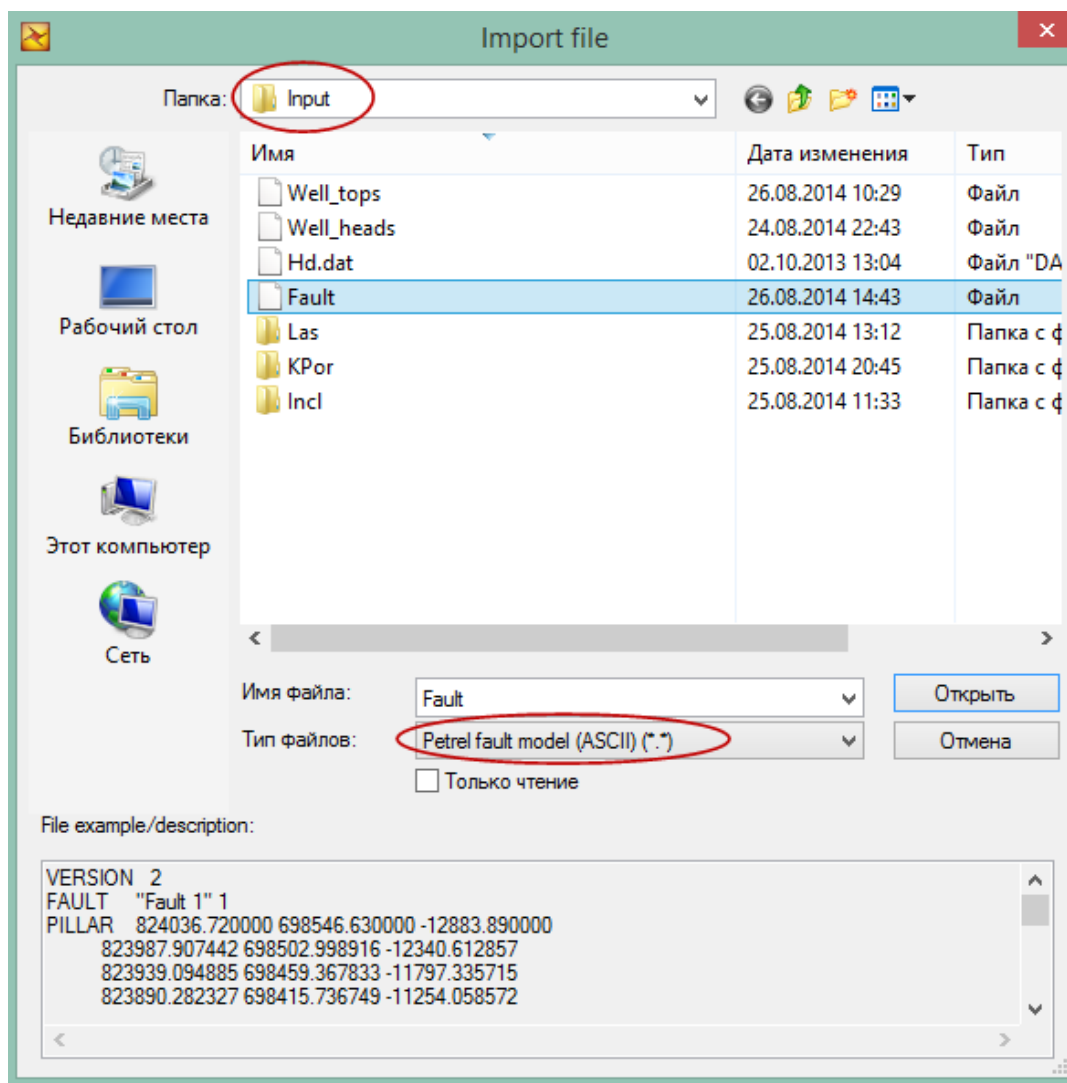 Import file
Папка: Input
Имя Дата изменения Тип
Well_tops 26.08.2014 10:29 Файл
Well_heads 24.08.2014 22:43 Файл
Hd.dat 02.10.2013 13:04 Файл "DA
Fault 26.08.2014 14:43 Файл
Las 25.08.2014 13:12 Папка с ф
KPor 25.08.2014 20:45 Папка с ф
Incl 25.08.2014 11:33 Папка с ф
Недавние места
Рабочий стол
Библиотеки
Этот компьютер
Сеть
Имя файла: Fault Открыть
Тип файлов: Petrel fault model (ASCII) (*.*) Отмена
Только чтение
File example/description:
VERSION 2
FAULT "Fault 1" 1
PILLAR 824036.720000 698546.630000 -12883.890000
823987.907442 698502.998916 -12340.612857
823939.094885 698459.367833 -11797.335715
823890.282327 698415.736749 -11254.058572